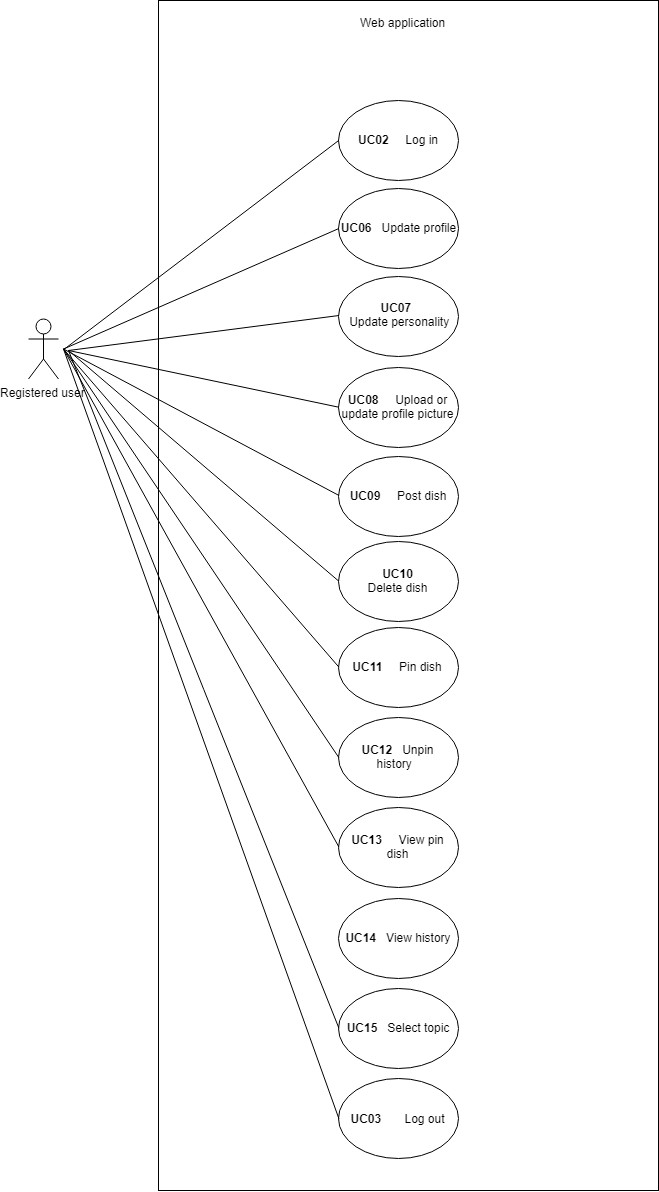 Web application
UC02 Log in
UC06 Update profile
UC07
Update personality
Registered user
UC08 Upload or
update profile picture
UC09 Post dish
UC10
Delete dish
UC11 Pin dish
UC12 Unpin
history
UC13 View pin
dish
UC14 View history
UC15 Select topic
UC03 Log out